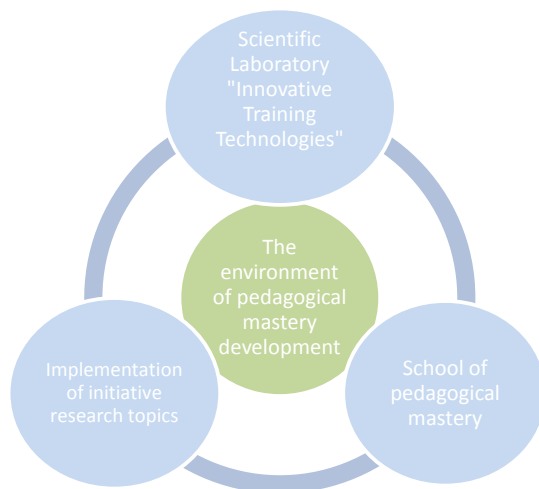 Scientific
Laboratory
"Innovative
Training
Technologies"
The
environment
of pedagogical
mastery
development
Implementation
of initiative
research topics
School of
pedagogical
mastery